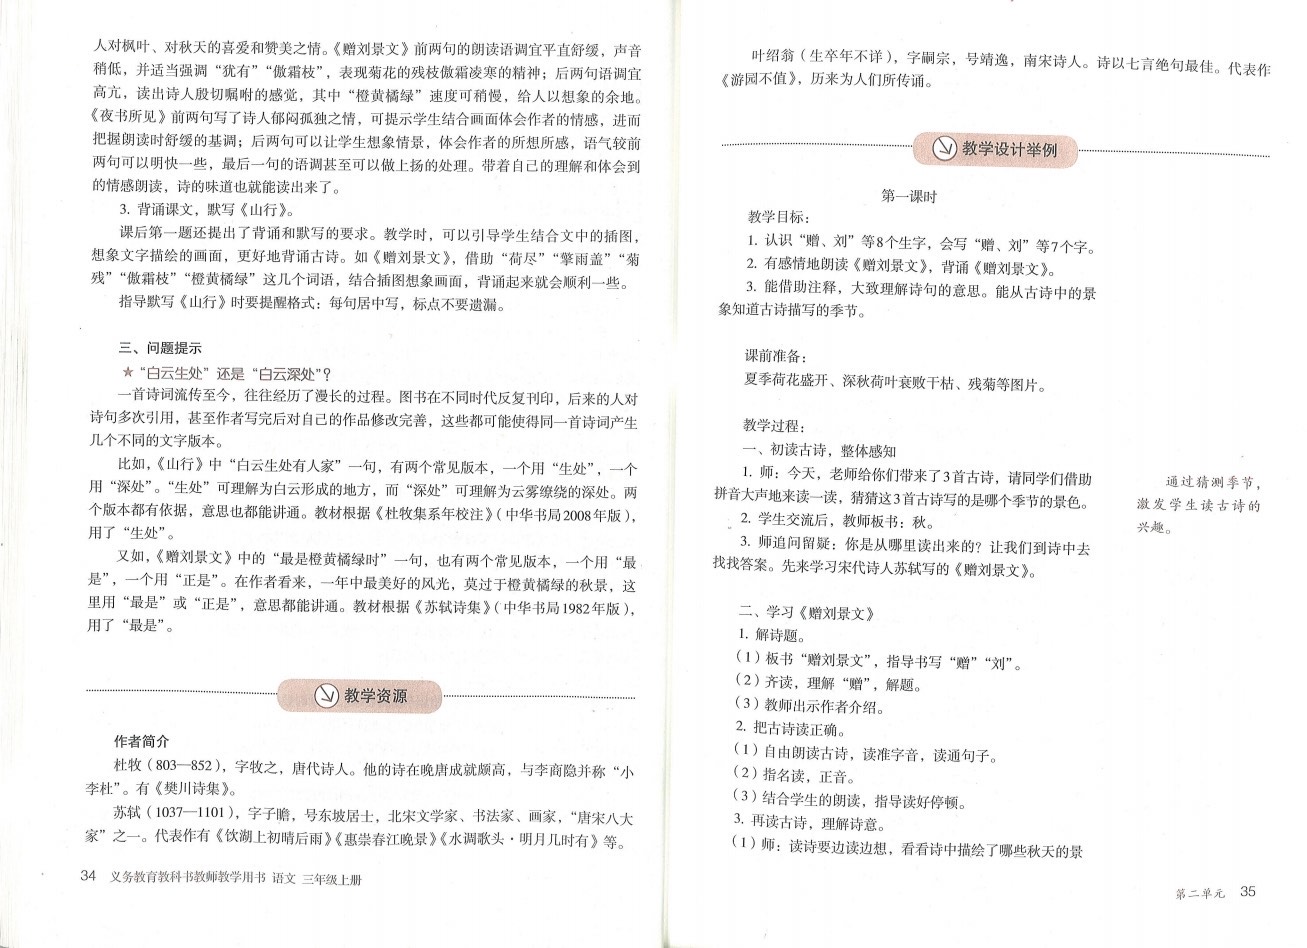 人对枫叶、对秋天的喜爱和赞美之情。《赠刘景文》前两句的朗读语调宜平直舒缓，声音
稍低，并适当强调“犹有”“傲霜枝”，表现菊花的残枝傲霜凌寒的精神；后两句语调宜
高亢，读出诗人殷切嘱咐的感觉，其中“橙黄橘绿”速度可稍慢，给人以想象的余地。
《夜书所见》前两句写了诗人郁闷孤独之情，可提示学生结合画面体会作者的情感，进而
把握朗读时舒缓的基调；后两句可以让学生想象情景，体会作者的所想所感，语气较前
两句可以明快一些，最后一句的语调甚至可以做上扬的处理。带着自己的理解和体会到
的情感朗读，诗的味道也就能读出来了。
3. 背诵课文，默写《山行》。
课后第一题还提出了背诵和默写的要求。教学时，可以引导学生结合文中的插图，
想象文字描绘的画面，更好地背诵古诗。如《赠刘景文》，借助“荷尽”“擎雨盖”“菊
残”“傲霜枝”“橙黄橘绿”这几个词语，结合插图想象画面，背诵起来就会顺利一些。
指导默写《山行》时要提醒格式：每句居中写，标点不要遗漏。
三、问题提示
★“白云生处”还是“白云深处”？
一首诗词流传至今，往往经历了漫长的过程。图书在不同时代反复刊印，后来的人对
诗句多次引用，甚至作者写完后对自己的作品修改完善，这些都可能使得同一首诗词产生
几个不同的文字版本。
比如，《山行》中“白云生处有人家”一句，有两个常见版本，一个用“生处”，一个
用“深处”。“生处”可理解为白云形成的地方，而“深处”可理解为云雾缭绕的深处。两
个版本都有依据，意思也都能讲通。教材根据《杜牧集系年校注》（中华书局2008年版），
用了“生处”。
又如，《赠刘景文》中的“最是橙黄橘绿时”一句，也有两个常见版本，一个用“最
是”，一个用“正是”。在作者看来，一年中最美好的风光，莫过于橙黄橘绿的秋景，这
里用“最是”或“正是”，意思都能讲通。教材根据《苏轼诗集》（中华书局1982年版），
用了“最是”。
教学资源
作者简介
杜牧（803—852），字牧之，唐代诗人。他的诗在晚唐成就颇高，与李商隐并称“小
李杜”。有《樊川诗集》。
苏轼（1037—1101），字子瞻，号东坡居士，北宋文学家、书法家、画家，“唐宋八大
家”之一。代表作有《饮湖上初晴后雨》《惠崇春江晚景》《水调歌头·明月几时有》等。
34 义务教育教科书教师教学用书 语文 三年级上册
叶绍翁（生卒年不详），字嗣宗，号靖逸，南宋诗人。诗以七言绝句最佳。代表作
《游园不值》，历来为人们所传诵。
教学设计举例
第一课时
教学目标：
1. 认识“赠、刘”等8个生字，会写“赠、刘”等7个字。
2. 有感情地朗读《赠刘景文》，背诵《赠刘景文》。
3. 能借助注释，大致理解诗句的意思。能从古诗中的景
象知道古诗描写的季节。
课前准备：
夏季荷花盛开、深秋荷叶衰败干枯、残菊等图片。
教学过程：
一、初读古诗，整体感知
1. 师：今天，老师给你们带来了3首古诗，请同学们借助
拼音大声地来读一读，猜猜这3首古诗写的是哪个季节的景色。
2. 学生交流后，教师板书：秋。
3. 师追问留疑：你是从哪里读出来的？让我们到诗中去
找找答案。先来学习宋代诗人苏轼写的《赠刘景文》。
通过猜测季节，
激发学生读古诗的
兴趣。
二、学习《赠刘景文》
1. 解诗题。
（1）板书“赠刘景文”，指导书写“赠”“刘”。
（2）齐读，理解“赠”，解题。
（3）教师出示作者介绍。
2. 把古诗读正确。
（1）自由朗读古诗，读准字音，读通句子。
（2）指名读，正音。
（3）结合学生的朗读，指导读好停顿。
3. 再读古诗，理解诗意。
（1）师：读诗要边读边想，看看诗中描绘了哪些秋天的景
第二单元 35